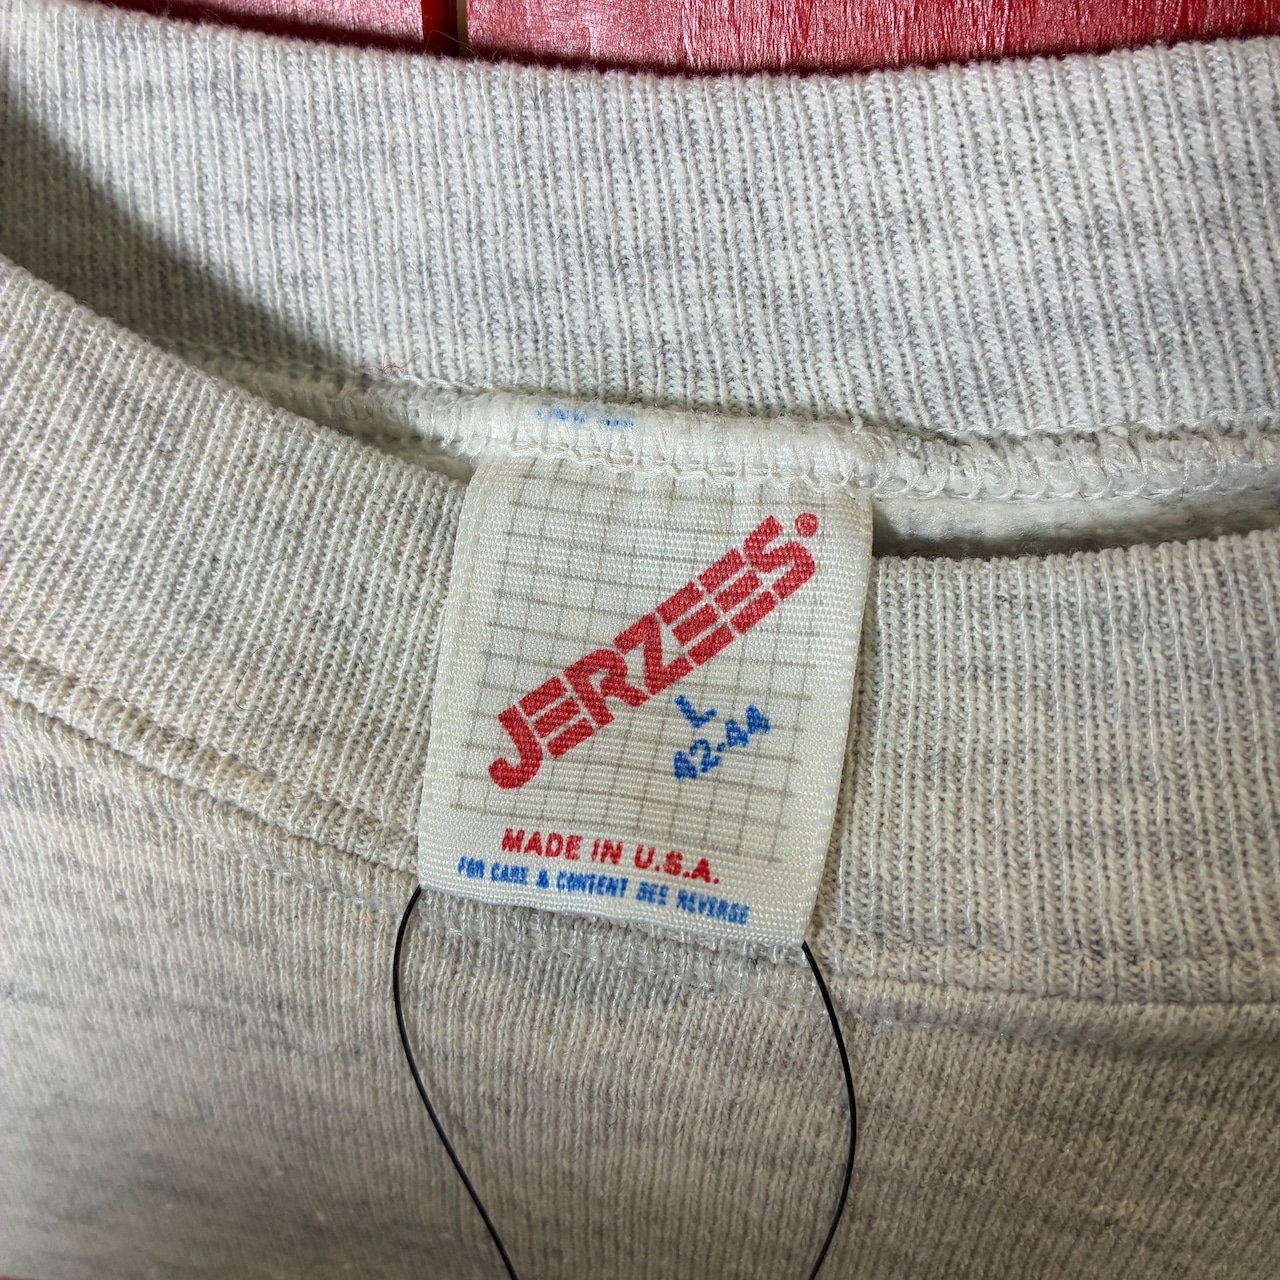 JERZEES®
L
42-44
MADE IN U.S.A.
FOR CARE & CONTENT SEE REVERSE